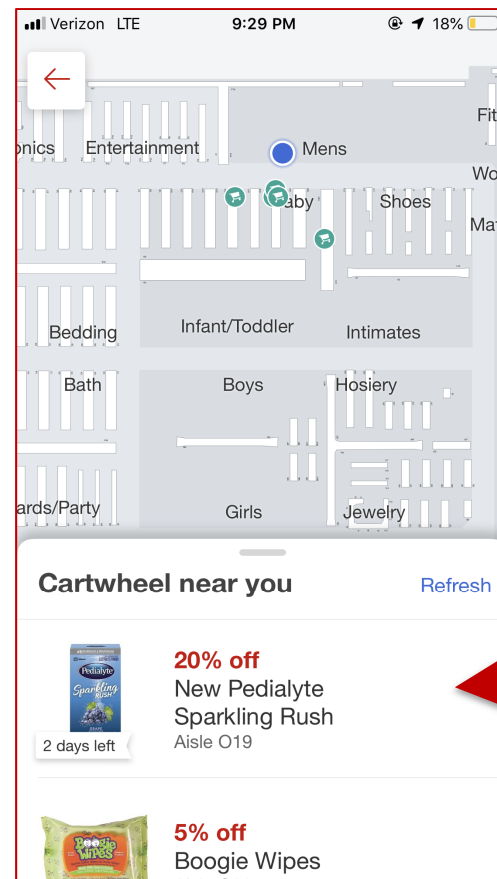 Verizon LTE 9:29 PM 18%
Fit
onics Entertainment Mens
Wo
aby Shoes
Mat
Bedding Infant/Toddler Intimates
Bath Boys Hosiery
ards/Party Girls Jewelry
Cartwheel near you Refresh
Pedialyte
Sparkling
RUSH
GRAPE
2 days left
20% off
New Pedialyte
Sparkling Rush
Aisle O19
Boogie
Wipes
5% off
Boogie Wipes